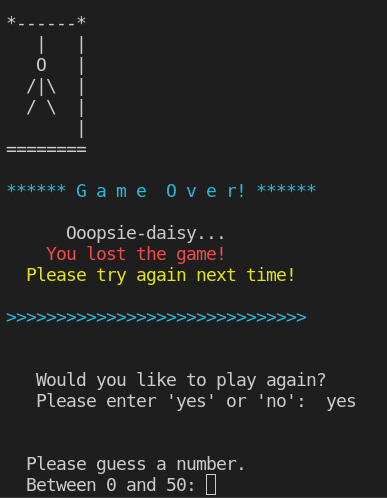 *------*
   |   |
   O   |
  /|\  |
  / \  |
       |
========
****** G a m e  O v e r! ******
Ooopsie-daisy...
You lost the game!
Please try again next time!
>>>>>>>>>>>>>>>>>>>>>>>>>>>>>>
Would you like to play again?
Please enter 'yes' or 'no':  yes
Please guess a number.
Between 0 and 50: